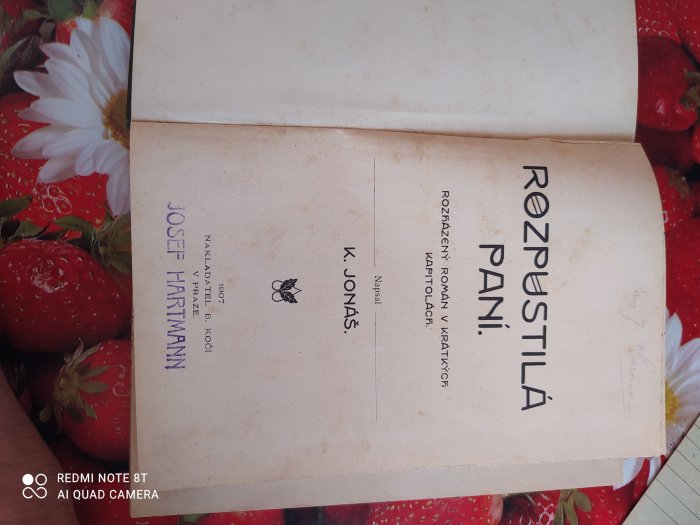 ROZPUSTILÁ
PANÍ.
ROZHÁZENÝ ROMÁN V KRÁTKÝCH
KAPITOLÁCH.
Napsal
K. JONÁŠ.
1907
NAKLADATEL B. KOČÍ
V PRAZE.
JOSEF HARTMANN
REDMI NOTE 8T
AI QUAD CAMERA